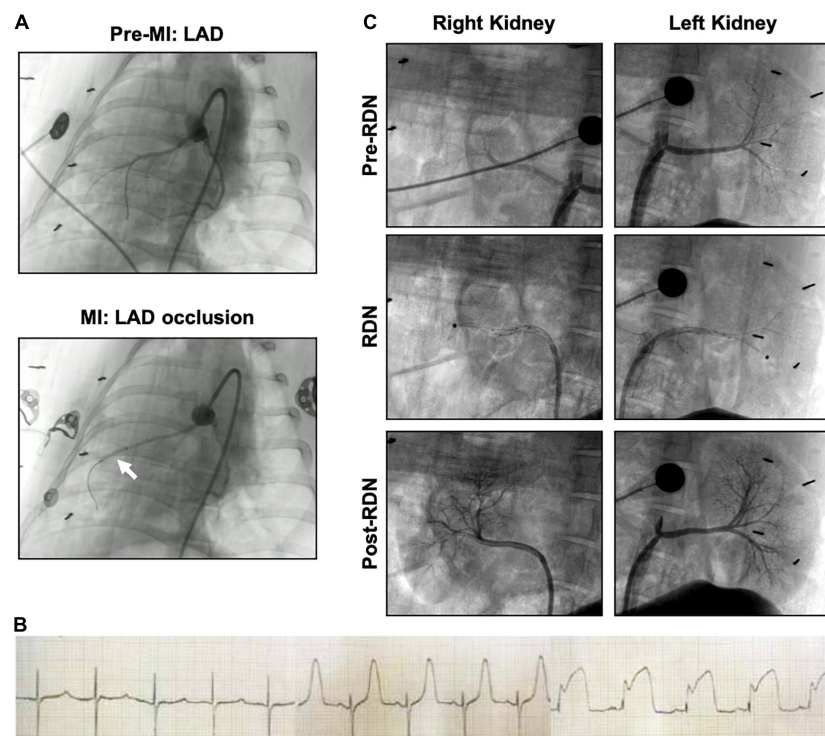 A
Pre-MI: LAD
MI: LAD occlusion
B
C
Right Kidney
Left Kidney
Pre-RDN
RDN
Post-RDN